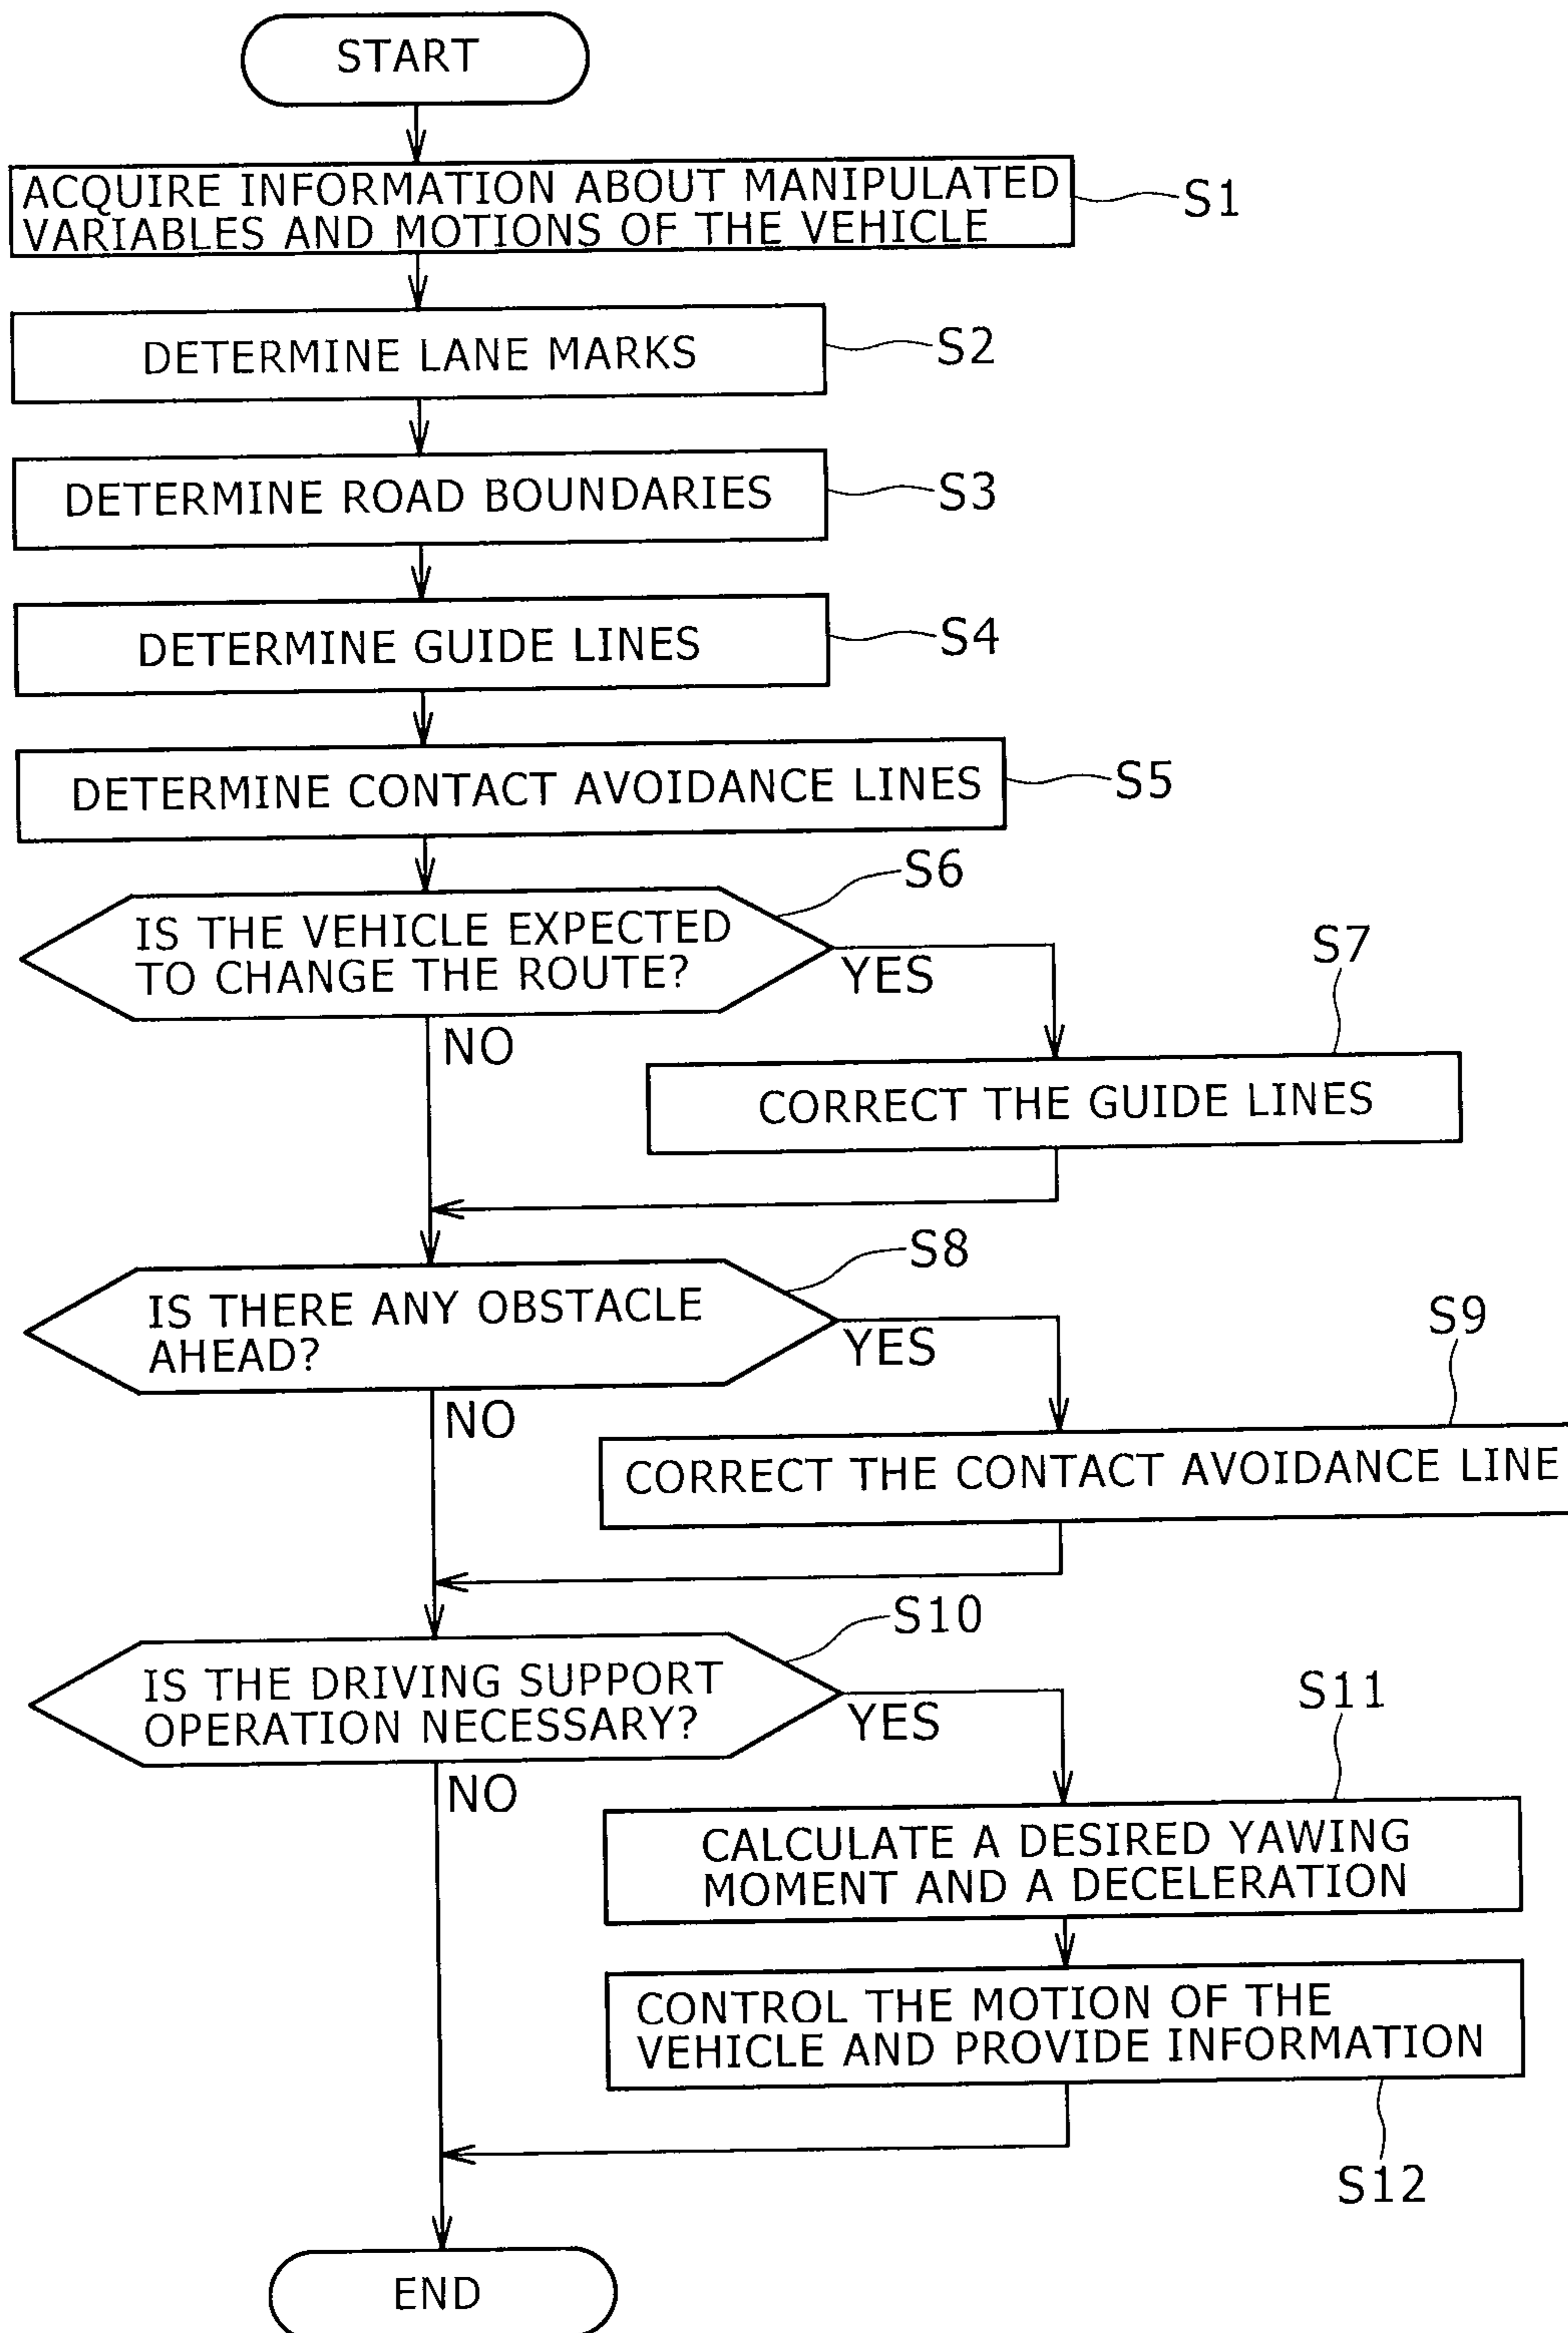 START
ACQUIRE INFORMATION ABOUT MANIPULATED
VARIABLES AND MOTIONS OF THE VEHICLE
S1
DETERMINE LANE MARKS
S2
DETERMINE ROAD BOUNDARIES
S3
DETERMINE GUIDE LINES
S4
DETERMINE CONTACT AVOIDANCE LINES
S5
S6
IS THE VEHICLE EXPECTED
TO CHANGE THE ROUTE?
YES
NO
S7
CORRECT THE GUIDE LINES
S8
IS THERE ANY OBSTACLE
AHEAD?
YES
NO
S9
CORRECT THE CONTACT AVOIDANCE LINE
S10
IS THE DRIVING SUPPORT
OPERATION NECESSARY?
YES
NO
S11
CALCULATE A DESIRED YAWING
MOMENT AND A DECELERATION
CONTROL THE MOTION OF THE
VEHICLE AND PROVIDE INFORMATION
S12
END